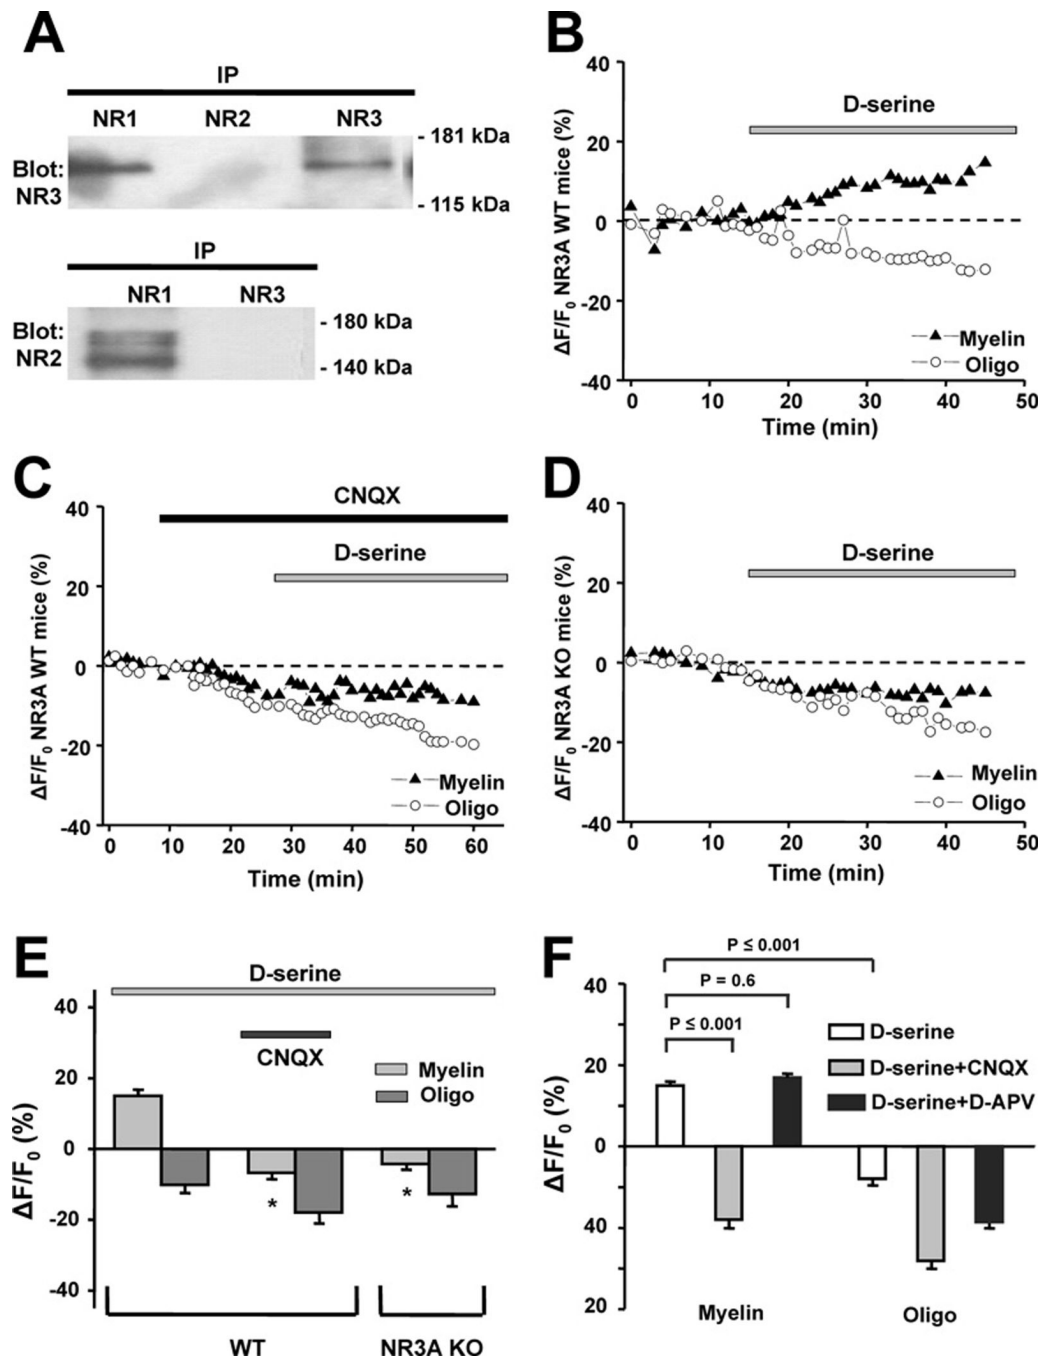 A
IP
NR1 NR2 NR3
Blot: NR3
- 181 kDa
- 115 kDa
IP
NR1 NR3
Blot: NR2
- 180 kDa
- 140 kDa
B
ΔF/F0 NR3A WT mice (%)
40
20
0
-20
-40
D-serine
Myelin
Oligo
0 10 20 30 40 50
Time (min)
C
ΔF/F0 NR3A WT mice (%)
40
20
0
-20
-40
CNQX
D-serine
Myelin
Oligo
0 10 20 30 40 50 60
Time (min)
D
ΔF/F0 NR3A KO mice (%)
40
20
0
-20
-40
D-serine
Myelin
Oligo
0 10 20 30 40 50
Time (min)
E
ΔF/F0 (%)
40
20
0
-20
-40
D-serine
CNQX
Myelin
Oligo
* *
WT NR3A KO
F
ΔF/F0 (%)
40
20
0
40
20
P ≤ 0.001
P = 0.6
P ≤ 0.001
D-serine
D-serine+CNQX
D-serine+D-APV
Myelin Oligo